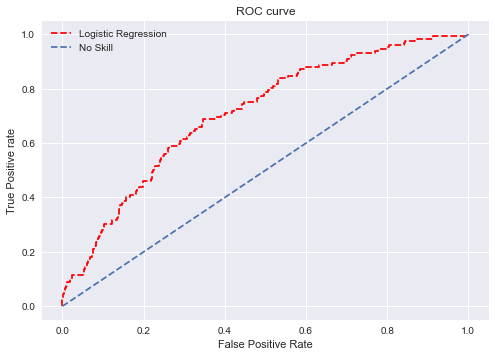 ROC curve
Logistic Regression
No Skill
True Positive rate
1.0
0.8
0.6
0.4
0.2
0.0
0.0 0.2 0.4 0.6 0.8 1.0
False Positive Rate